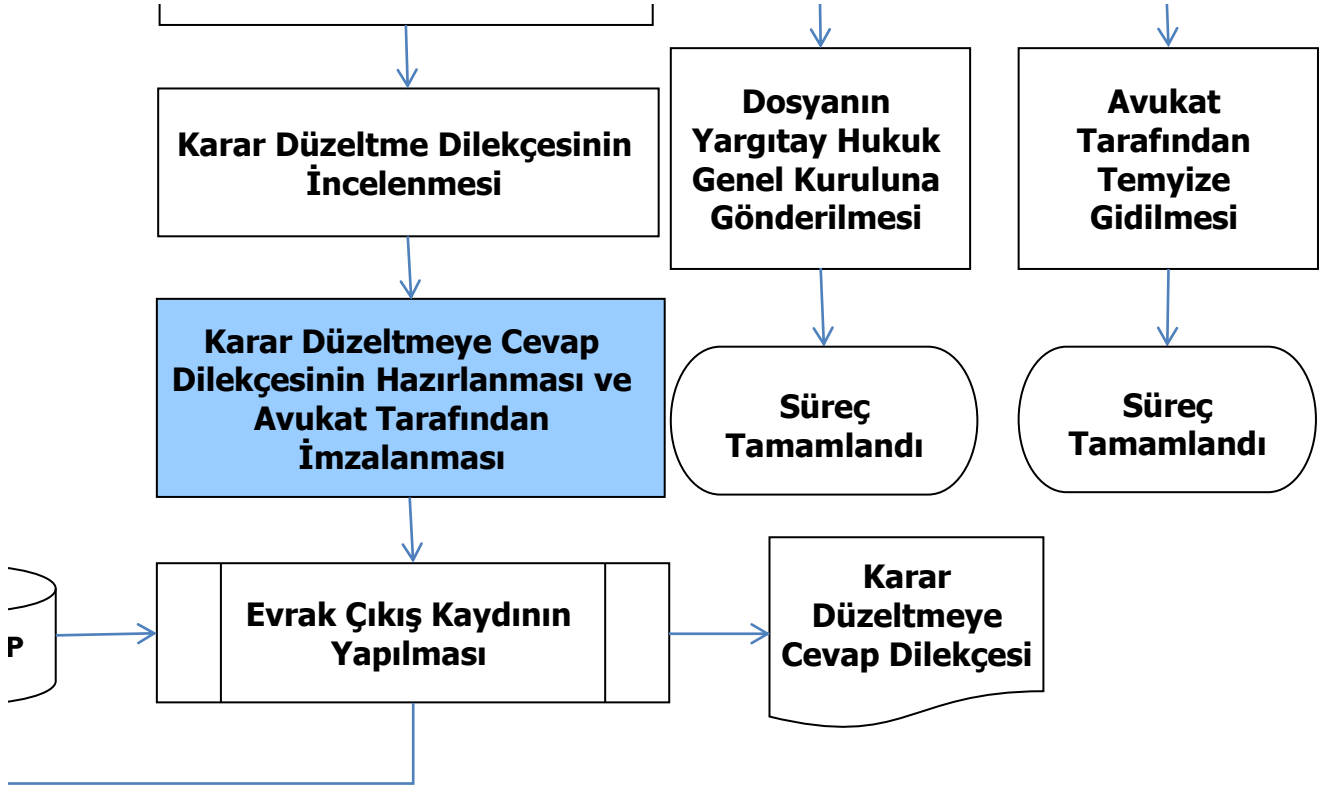 Karar Düzeltme Dilekçesinin
İncelenmesi
Dosyanın
Yargıtay Hukuk
Genel Kuruluna
Gönderilmesi
Avukat
Tarafından
Temyize
Gidilmesi
Karar Düzeltmeye Cevap
Dilekçesinin Hazırlanması ve
Avukat Tarafından
İmzalanması
Süreç
Tamamlandı
Süreç
Tamamlandı
P
Evrak Çıkış Kaydının
Yapılması
Karar
Düzeltmeye
Cevap Dilekçesi